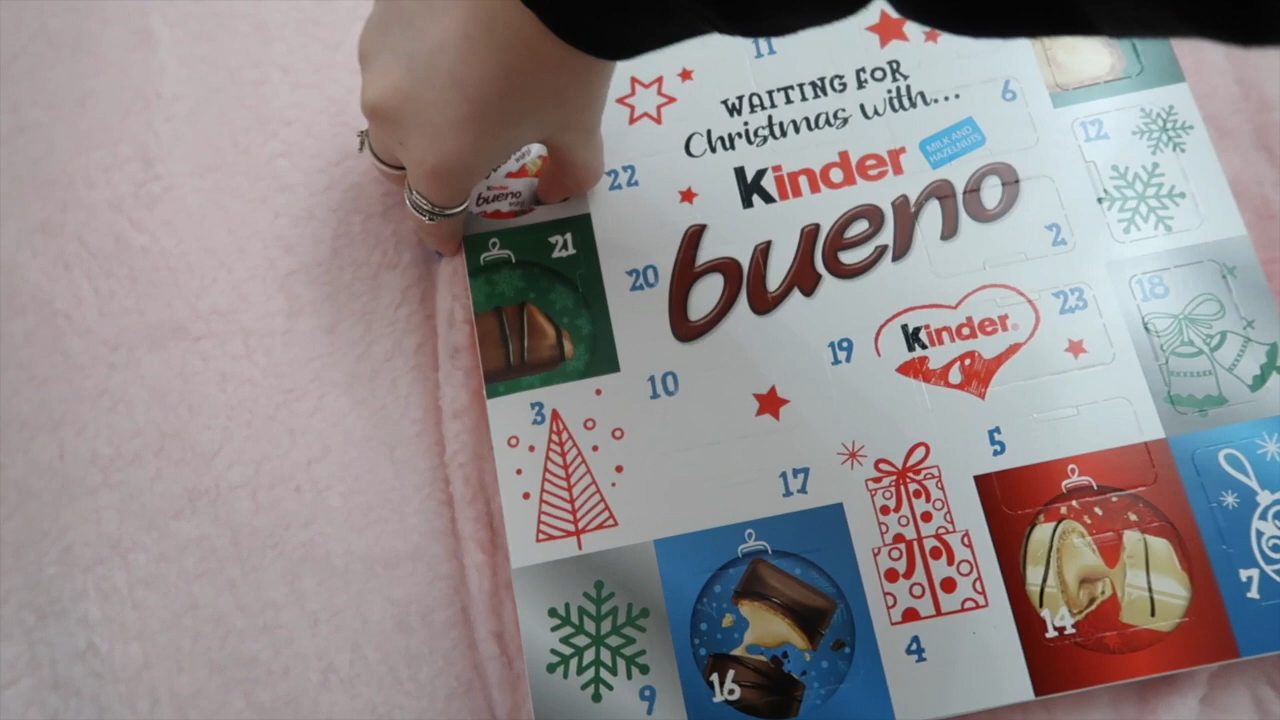 11
WAITING FOR
Christmas with...
6
MILK AND
HAZELNUTS
12
Kinder
bueno
22
Kinder
bueno
2
21
20
23
18
kinder
19
10
3
5
17
7
14
4
16
9